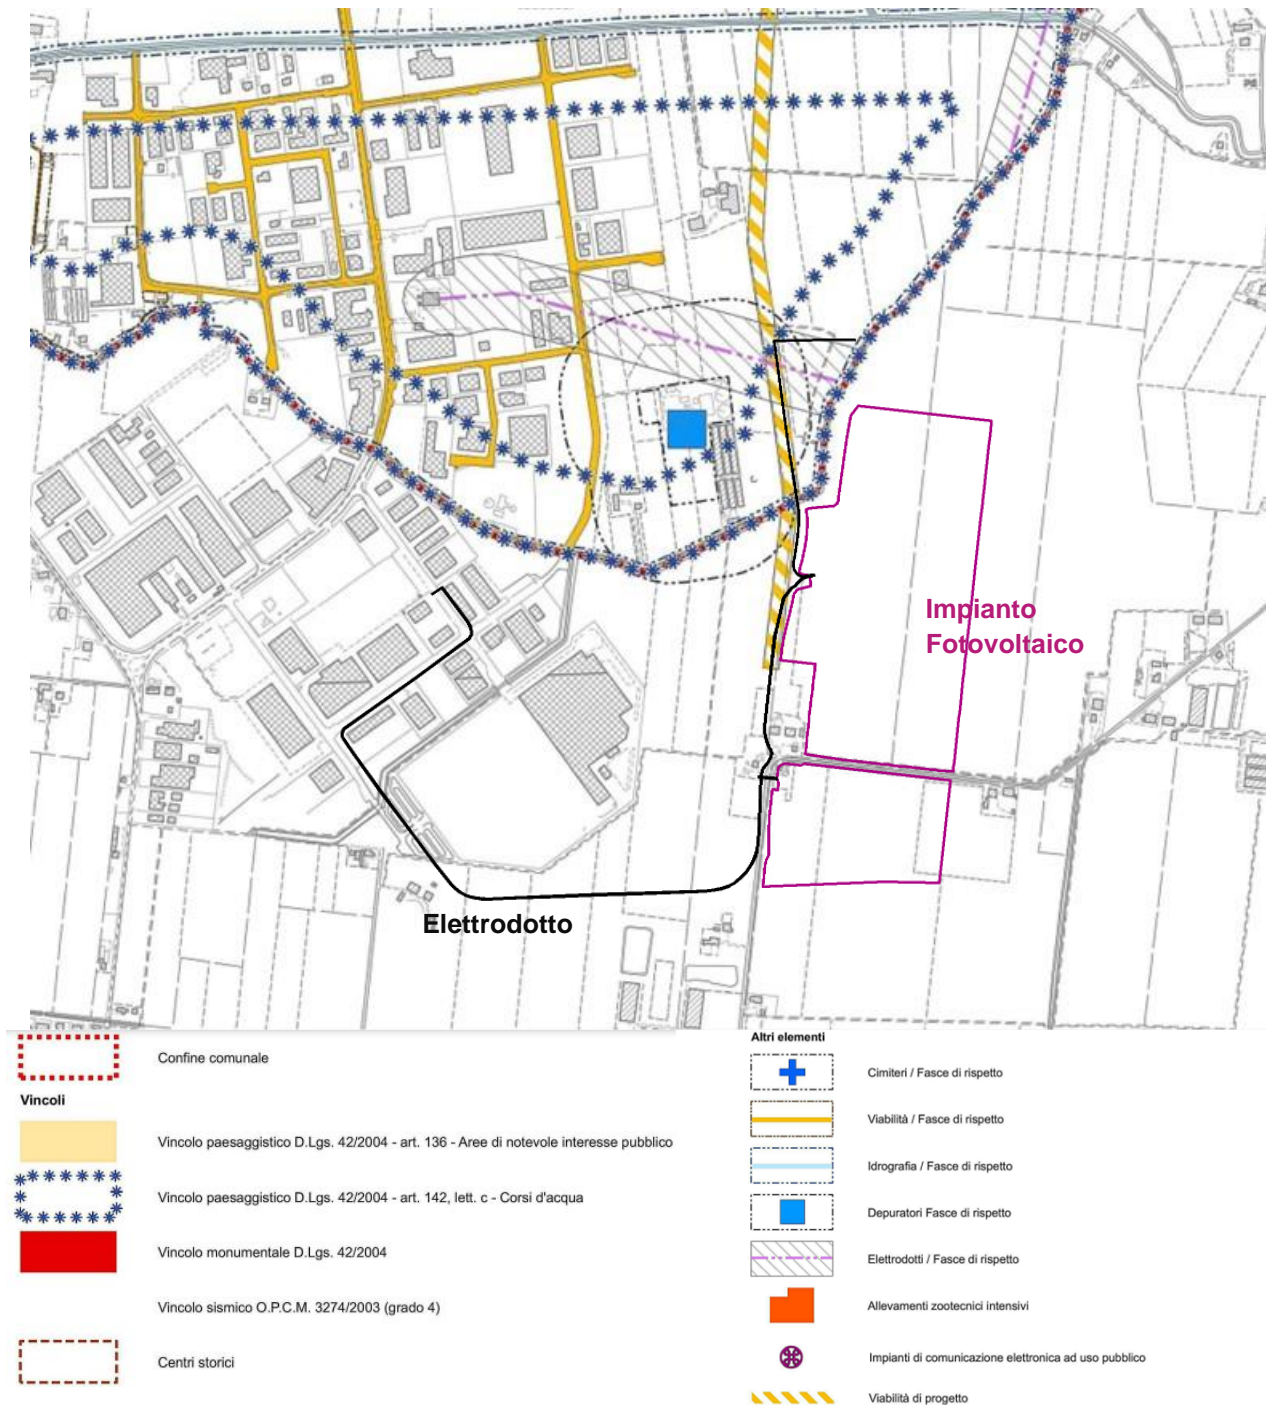 Impianto
Fotovoltaico
Elettrodotto
Confine comunale
Vincoli
Vincolo paesaggistico D.Lgs. 42/2004 - art. 136 - Aree di notevole interesse pubblico
Vincolo paesaggistico D.Lgs. 42/2004 - art. 142, lett. c - Corsi d'acqua
Vincolo monumentale D.Lgs. 42/2004
Vincolo sismico O.P.C.M. 3274/2003 (grado 4)
Centri storici
Altri elementi
Cimiteri / Fasce di rispetto
Viabilità / Fasce di rispetto
Idrografia / Fasce di rispetto
Depuratori Fasce di rispetto
Elettrodotti / Fasce di rispetto
Allevamenti zootecnici intensivi
Impianti di comunicazione elettronica ad uso pubblico
Viabilità di progetto